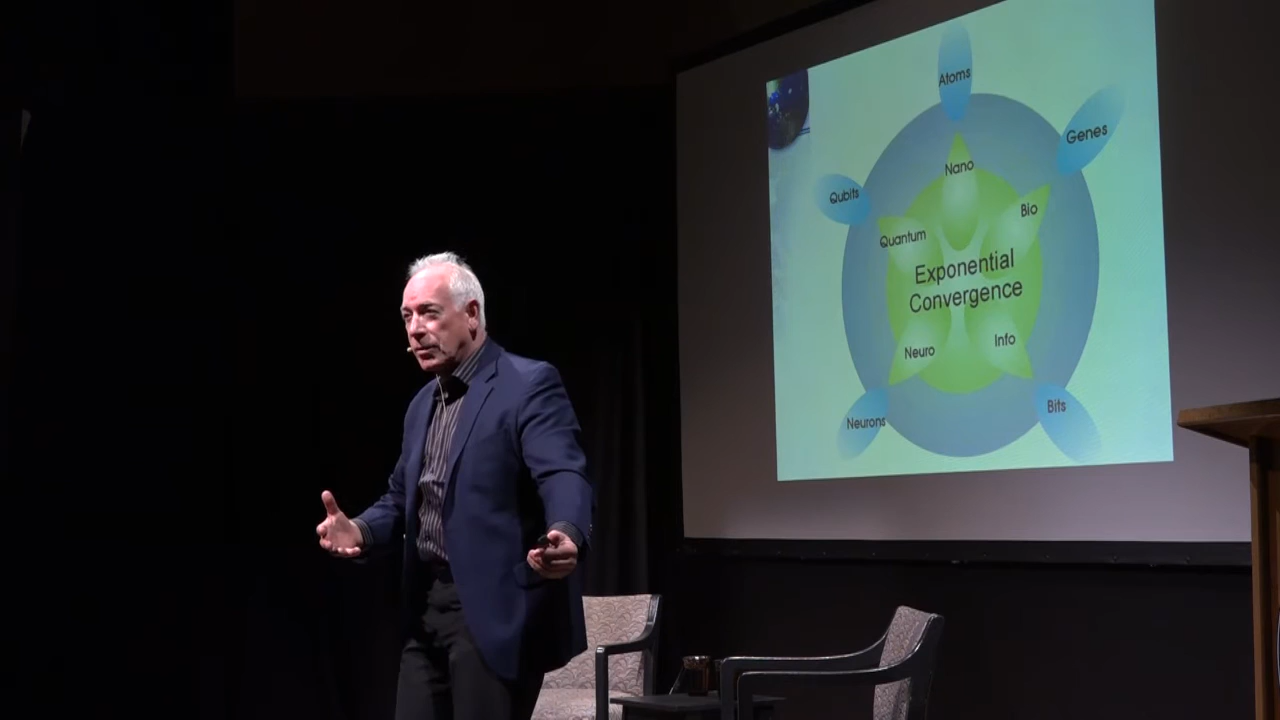 Atoms
Genes
Nano
Qubits
Bio
Quantum
Exponential
Convergence
Neuro
Info
Neurons
Bits